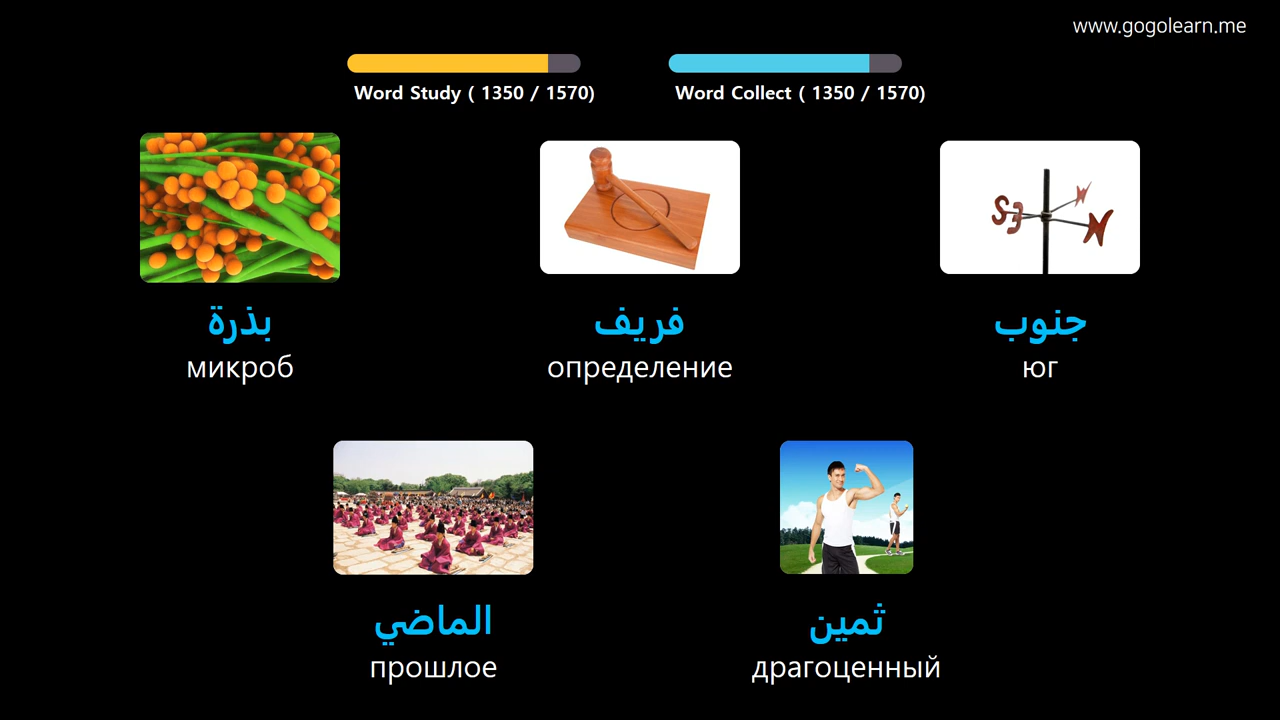 www.gogolearn.me
Word Study ( 1350 / 1570)
Word Collect ( 1350 / 1570)
بذرة
микроб
فريف
определение
جنوب
юг
الماضي
прошлое
ثمين
драгоценный